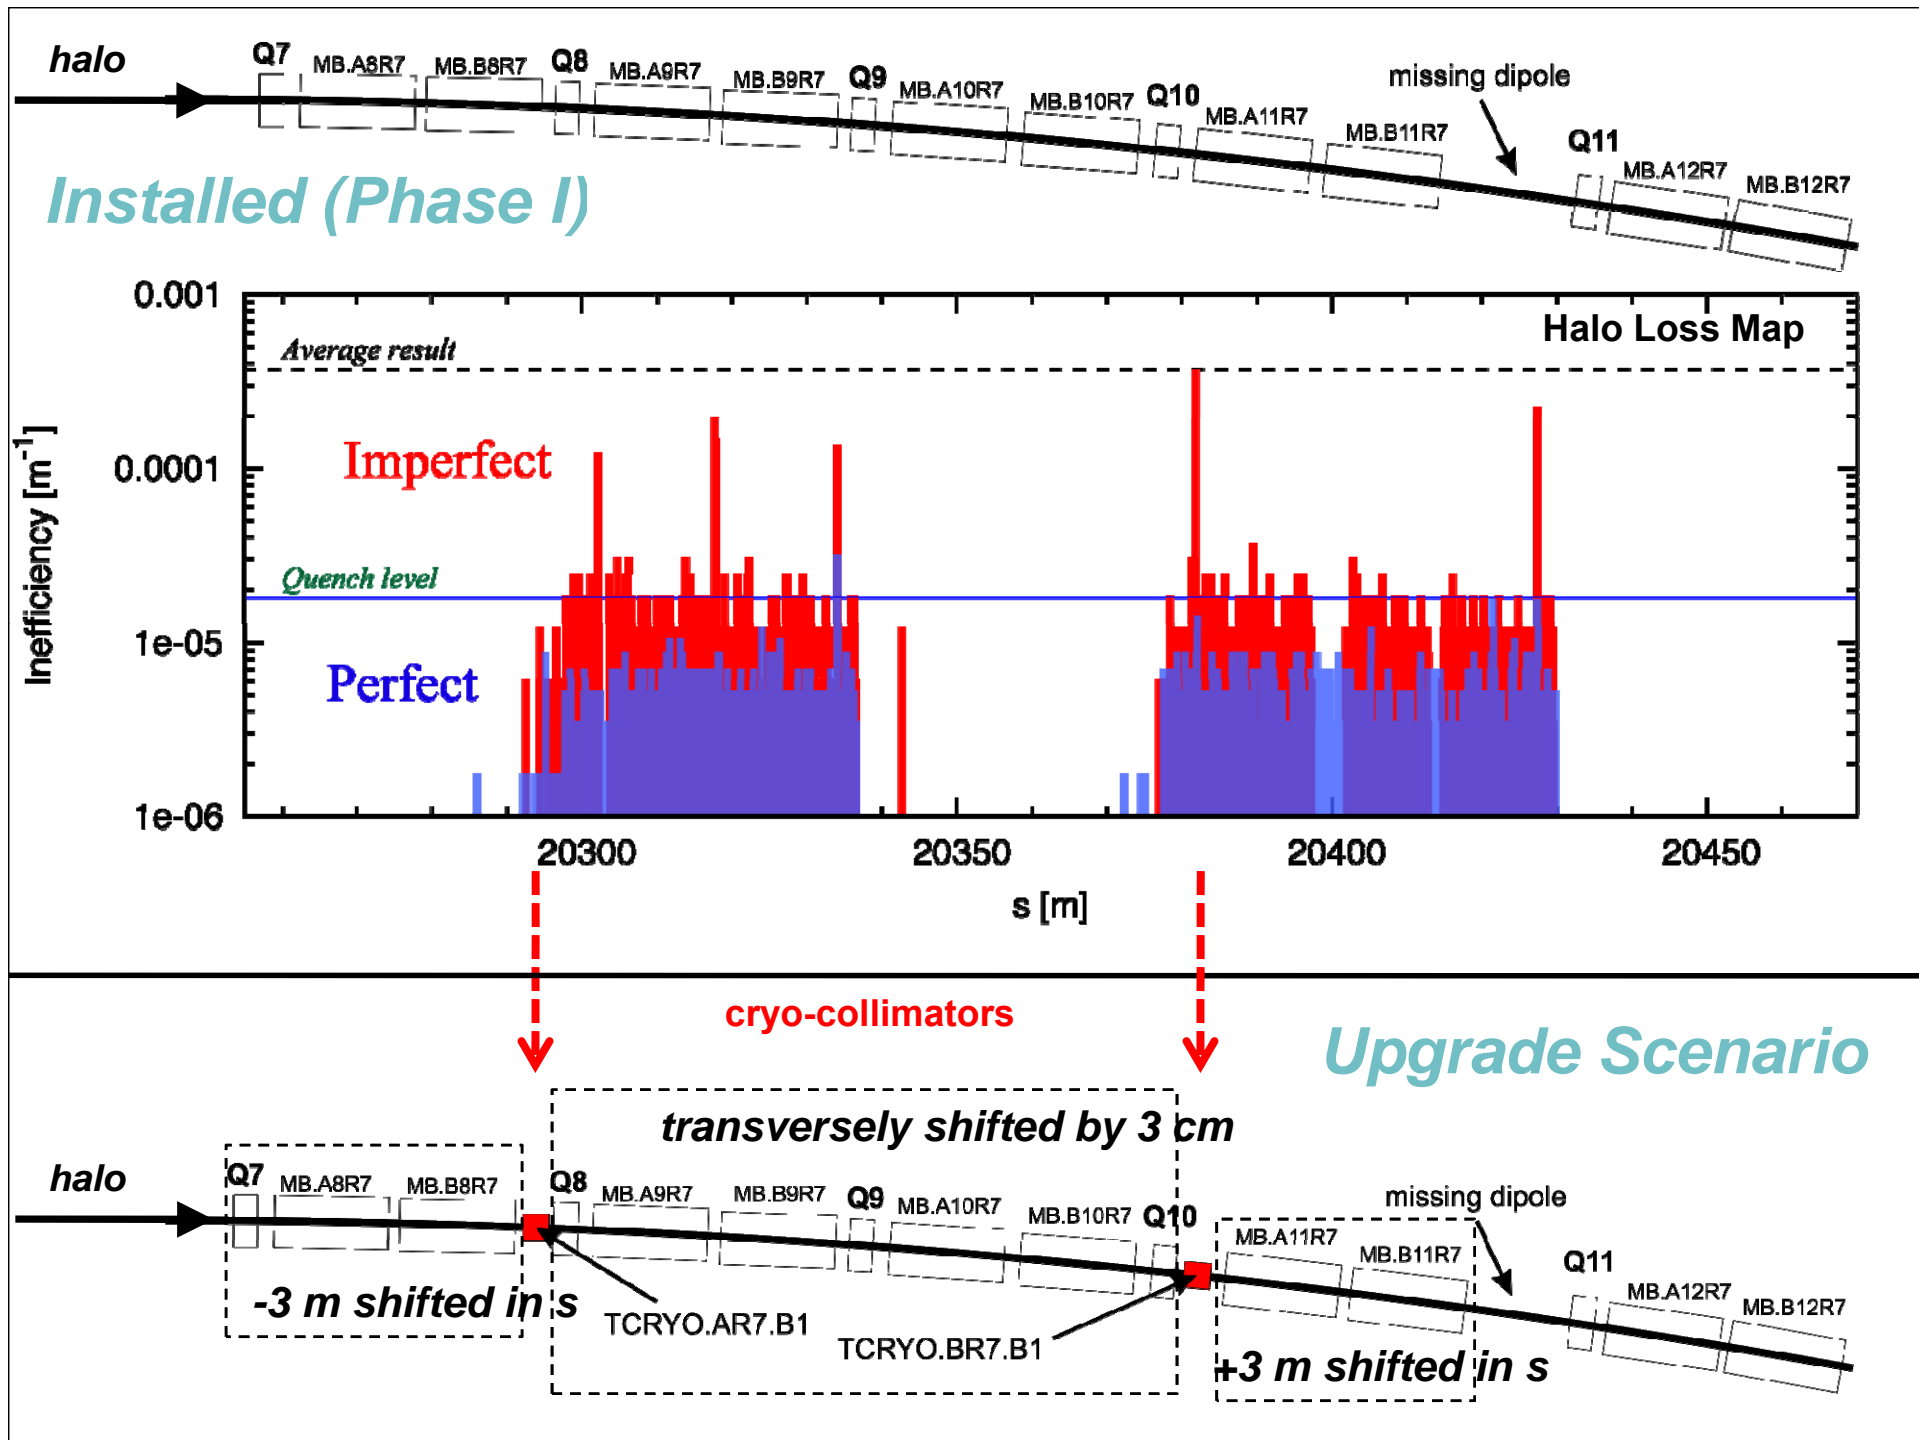 halo
Q7
MB.A8R7
MB.B8R7
Q8
MB.A9R7
MB.B9R7
Q9
MB.A10R7
MB.B10R7
Q10
MB.A11R7
MB.B11R7
missing dipole
Q11
MB.A12R7
MB.B12R7
Installed (Phase I)
Halo Loss Map
Average result
Imperfect
Quench level
Perfect
Inefficiency [m⁻¹]
0.001
0.0001
1e-05
1e-06
20300
20350
20400
20450
s [m]
cryo-collimators
Upgrade Scenario
transversely shifted by 3 cm
halo
Q7
MB.A8R7
MB.B8R7
Q8
MB.A9R7
MB.B9R7
Q9
MB.A10R7
MB.B10R7
Q10
MB.A11R7
MB.B11R7
missing dipole
Q11
MB.A12R7
MB.B12R7
-3 m shifted in s
TCRYO.AR7.B1
TCRYO.BR7.B1
+3 m shifted in s